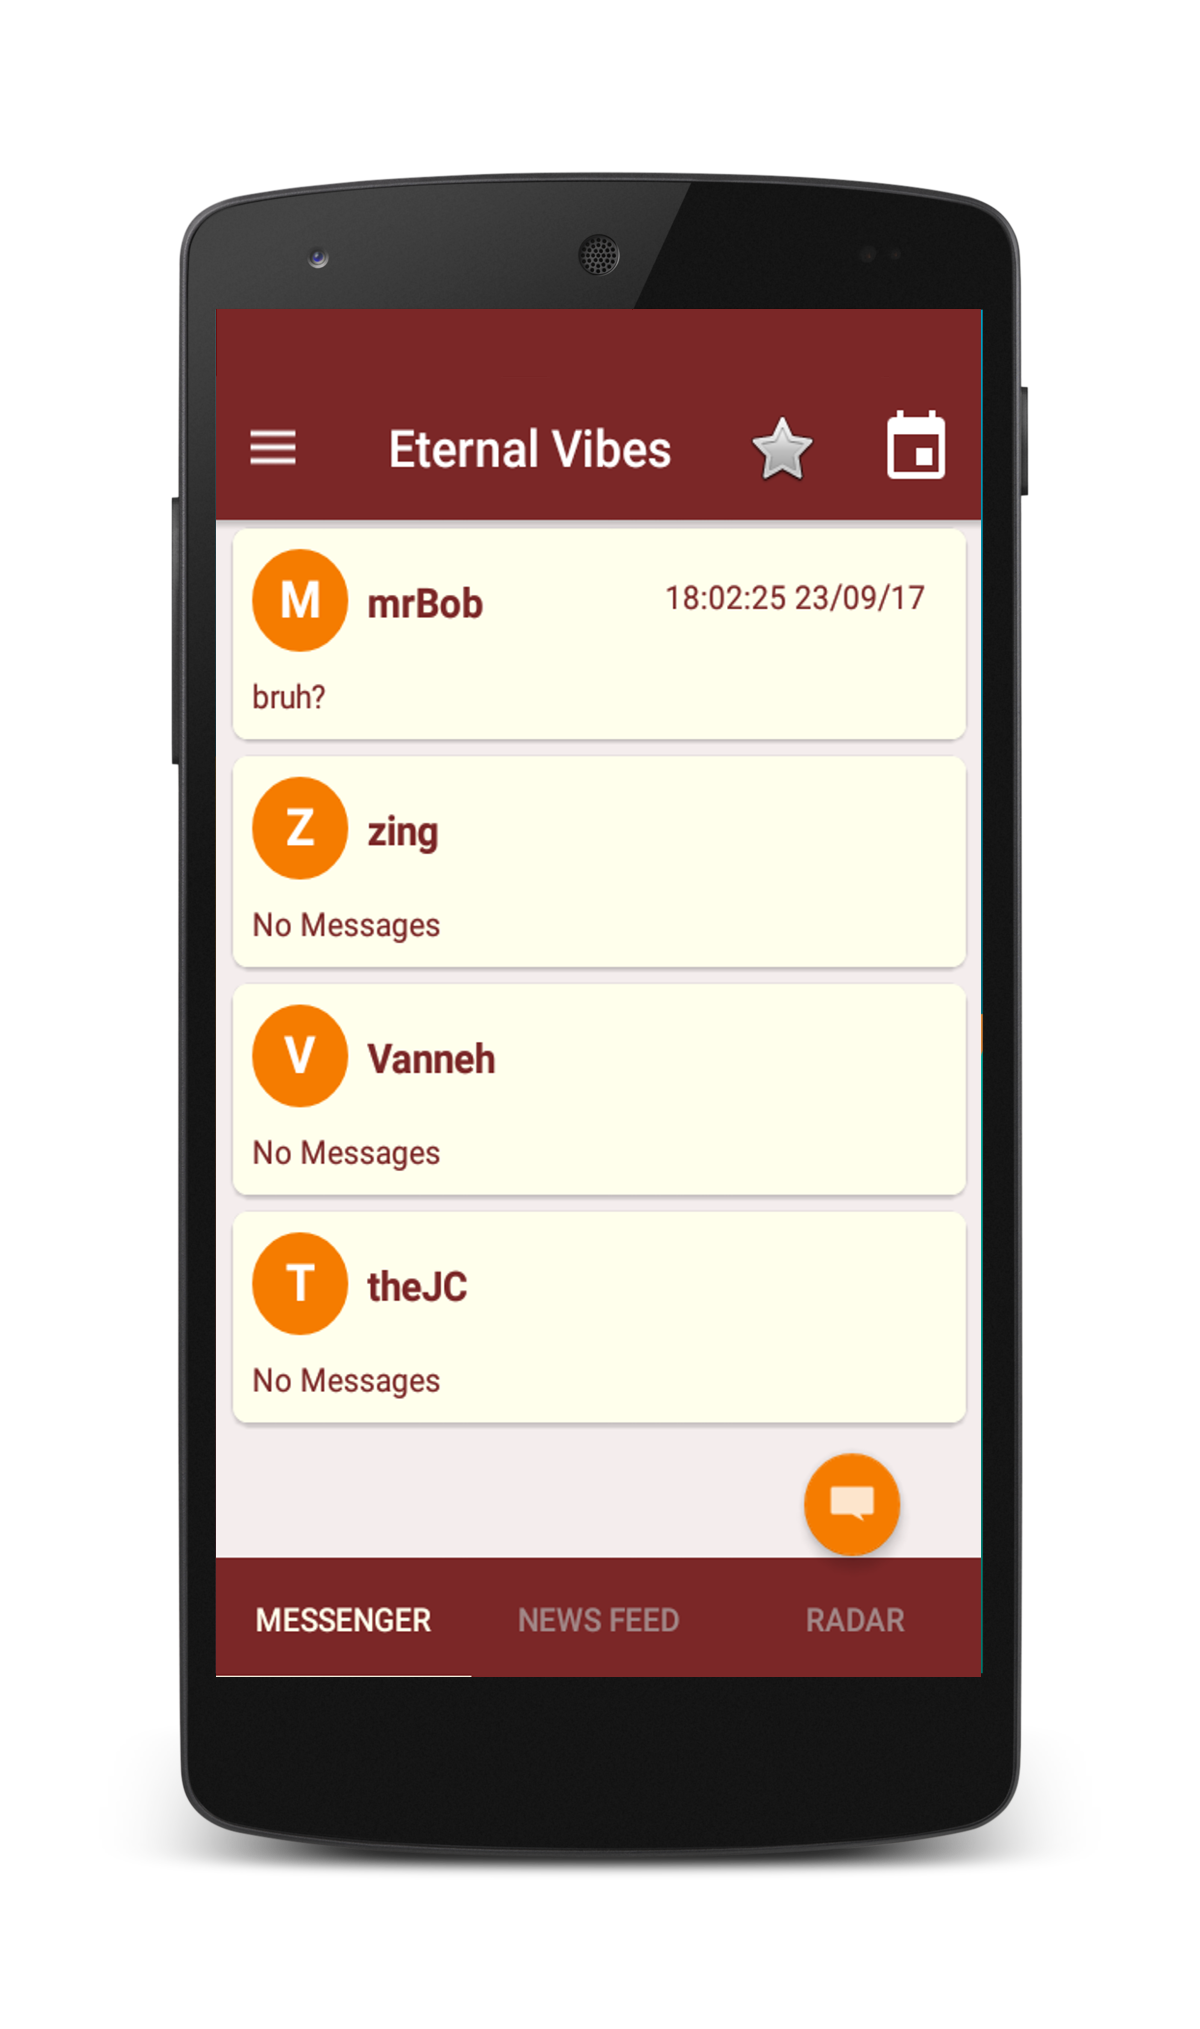 Eternal Vibes
M mrBob 18:02:25 23/09/17
bruh?
Z zing
No Messages
V Vanneh
No Messages
T theJC
No Messages
MESSENGER NEWS FEED RADAR